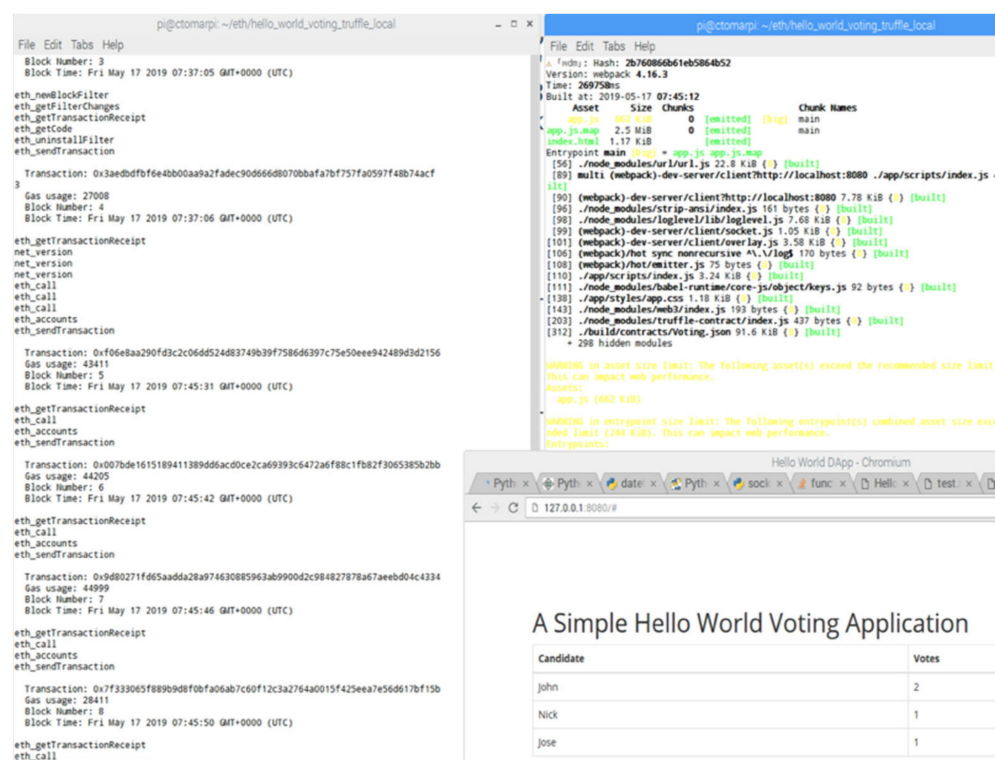 pi@ctomarpi: ~/eth/hello_world_voting_truffle_local
File Edit Tabs Help
Block Number: 3
Block Time: Fri May 17 2019 07:37:05 GMT+0000 (UTC)
eth_newBlockFilter
eth_getFilterChanges
eth_getTransactionReceipt
eth_getCode
eth_uninstallFilter
eth_sendTransaction
Transaction: 0x3aedbdfbf6e4bb00aa9a2fadec90d666d8070bbafa7bf757fa0597f48b74acf
3
Gas usage: 27008
Block Number: 4
Block Time: Fri May 17 2019 07:37:06 GMT+0000 (UTC)
eth_getTransactionReceipt
net_version
net_version
net_version
eth_call
eth_call
eth_call
eth_accounts
eth_sendTransaction
Transaction: 0xf06e8aa290fd3c2c06dd524d83749b39f7586d6397c75e50eee942489d3d2156
Gas usage: 43411
Block Number: 5
Block Time: Fri May 17 2019 07:45:31 GMT+0000 (UTC)
eth_getTransactionReceipt
eth_call
eth_accounts
eth_sendTransaction
Transaction: 0x007bde1615189411389dd6acd0ce2ca69393c6472a6f88c1fb82f3065385b2bb
Gas usage: 44205
Block Number: 6
Block Time: Fri May 17 2019 07:45:42 GMT+0000 (UTC)
eth_getTransactionReceipt
eth_call
eth_accounts
eth_sendTransaction
Transaction: 0x9d80271fd65aadda28a974630885963ab9900d2c984827878a67aeebd04c4334
Gas usage: 44999
Block Number: 7
Block Time: Fri May 17 2019 07:45:46 GMT+0000 (UTC)
eth_getTransactionReceipt
eth_call
eth_accounts
eth_sendTransaction
Transaction: 0x7f333065f889b9d8f0bfa06ab7c60f12c3a2764a0015f425eea7e56d617bf15b
Gas usage: 28411
Block Number: 8
Block Time: Fri May 17 2019 07:45:50 GMT+0000 (UTC)
eth_getTransactionReceipt
eth_call
pi@ctomarpi: ~/eth/hello_world_voting_truffle_local
File Edit Tabs Help
⚠ ｢wdm｣: Hash: 2b760866b61eb5864b52
Version: webpack 4.16.3
Time: 269758ms
Built at: 2019-05-17 07:45:12
Asset Size Chunks Chunk Names
app.js 662 KiB 0 [emitted] [big] main
app.js.map 2.5 MiB 0 [emitted] main
index.html 1.17 KiB [emitted]
Entrypoint main [big] = app.js app.js.map
[56] ./node_modules/url/url.js 22.8 KiB {0} [built]
[89] multi (webpack)-dev-server/client?http://localhost:8080 ./app/scripts/index.js
ilt]
[90] (webpack)-dev-server/client?http://localhost:8080 7.78 KiB {0} [built]
[96] ./node_modules/strip-ansi/index.js 161 bytes {0} [built]
[98] ./node_modules/loglevel/lib/loglevel.js 7.68 KiB {0} [built]
[99] (webpack)-dev-server/client/socket.js 1.05 KiB {0} [built]
[101] (webpack)-dev-server/client/overlay.js 3.58 KiB {0} [built]
[106] (webpack)/hot sync nonrecursive ^\.\/log$ 170 bytes {0} [built]
[108] (webpack)/hot/emitter.js 75 bytes {0} [built]
[110] ./app/scripts/index.js 3.24 KiB {0} [built]
[111] ./node_modules/babel-runtime/core-js/object/keys.js 92 bytes {0} [built]
[138] ./app/styles/app.css 1.18 KiB {0} [built]
[143] ./node_modules/web3/index.js 193 bytes {0} [built]
[203] ./node_modules/truffle-contract/index.js 437 bytes {0} [built]
[312] ./build/contracts/Voting.json 91.6 KiB {0} [built]
+ 298 hidden modules
WARNING in asset size limit: The following asset(s) exceed the recommended size limit
This can impact web performance.
Assets:
app.js (662 KiB)
WARNING in entrypoint size limit: The following entrypoint(s) combined asset size exce
nded limit (244 KiB). This can impact web performance.
Entrypoints:
Hello World DApp - Chromium
Pyth Pyth date Pyth sock func Hello test.
127.0.0.1:8080/#
A Simple Hello World Voting Application
Candidate Votes
John 2
Nick 1
Jose 1